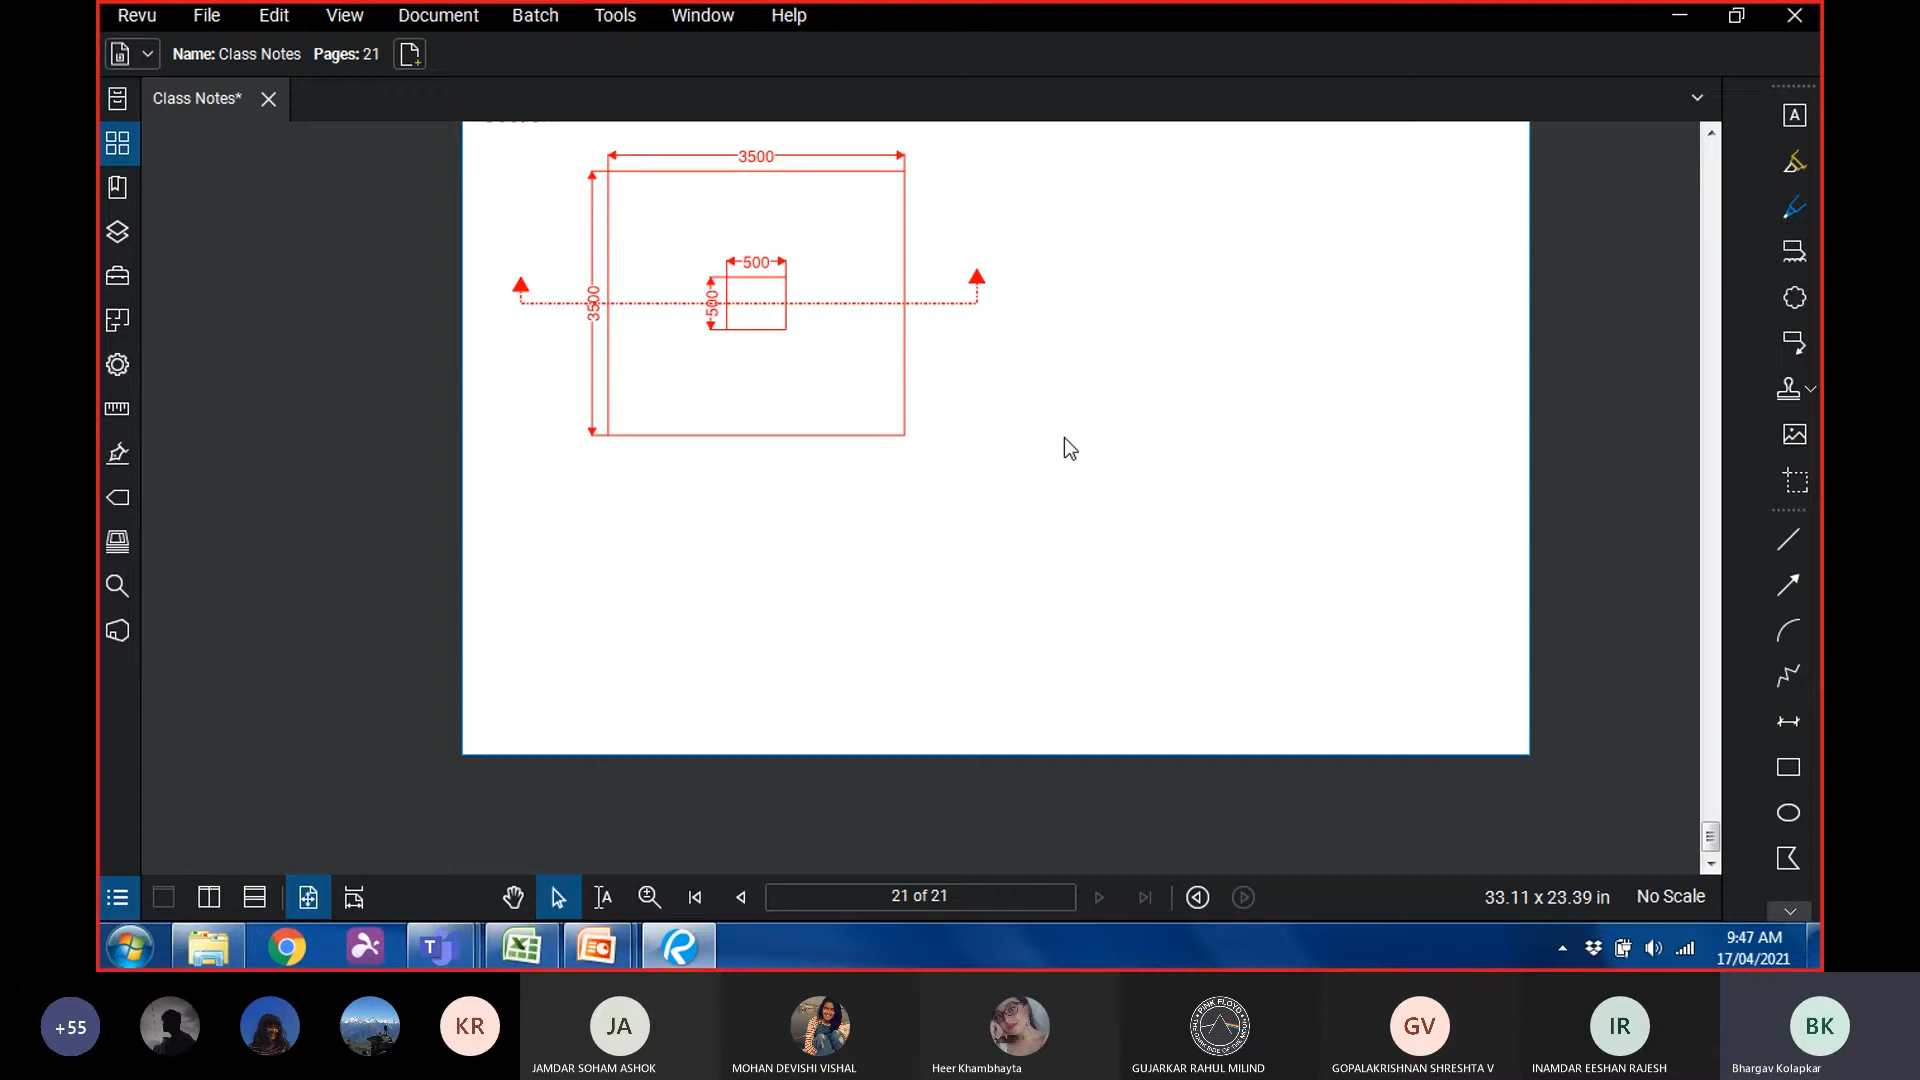 Revu File Edit View Document Batch Tools Window Help
Name: Class Notes Pages: 21
Class Notes*
3500
3500
500
500
21 of 21
33.11 x 23.39 in No Scale
9:47 AM
17/04/2021
+55
KR
JA
GV
IR
BK
JAMDAR SOHAM ASHOK
MOHAN DEVISHI VISHAL
Heer Khambhayta
GUJARKAR RAHUL MILIND
GOPALAKRISHNAN SHRESHTA V
INAMDAR EESHAN RAJESH
Bhargav Kolapkar